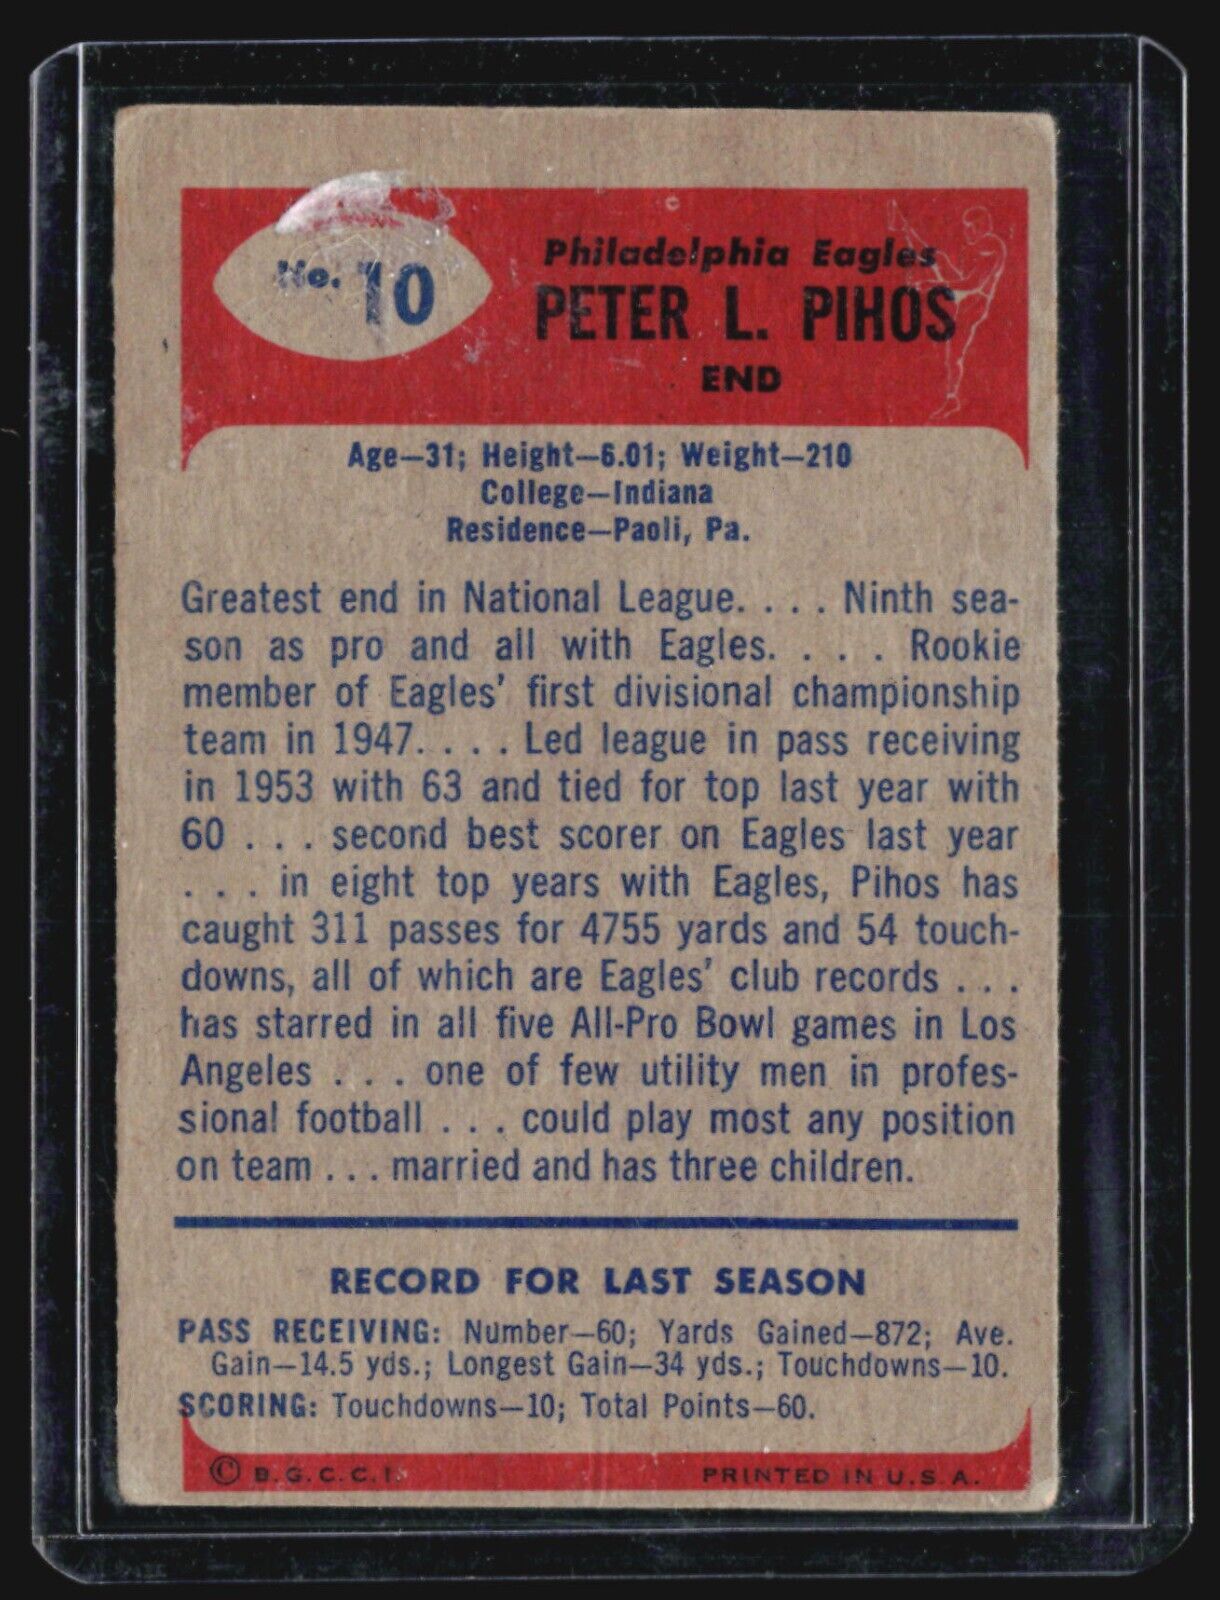 No. 10
Philadelphia Eagles
PETER L. PIHOS
END
Age—31; Height—6.01; Weight—210
College—Indiana
Residence—Paoli, Pa.
Greatest end in National League. . . . Ninth sea-
son as pro and all with Eagles. . . . Rookie
member of Eagles' first divisional championship
team in 1947. . . . Led league in pass receiving
in 1953 with 63 and tied for top last year with
60 . . . second best scorer on Eagles last year
. . . in eight top years with Eagles, Pihos has
caught 311 passes for 4755 yards and 54 touch-
downs, all of which are Eagles' club records . . .
has starred in all five All-Pro Bowl games in Los
Angeles . . . one of few utility men in profes-
sional football . . . could play most any position
on team . . . married and has three children.
RECORD FOR LAST SEASON
PASS RECEIVING: Number—60; Yards Gained—872; Ave.
Gain—14.5 yds.; Longest Gain—34 yds.; Touchdowns—10.
SCORING: Touchdowns—10; Total Points—60.
© B.G.C.C.I. PRINTED IN U.S.A.